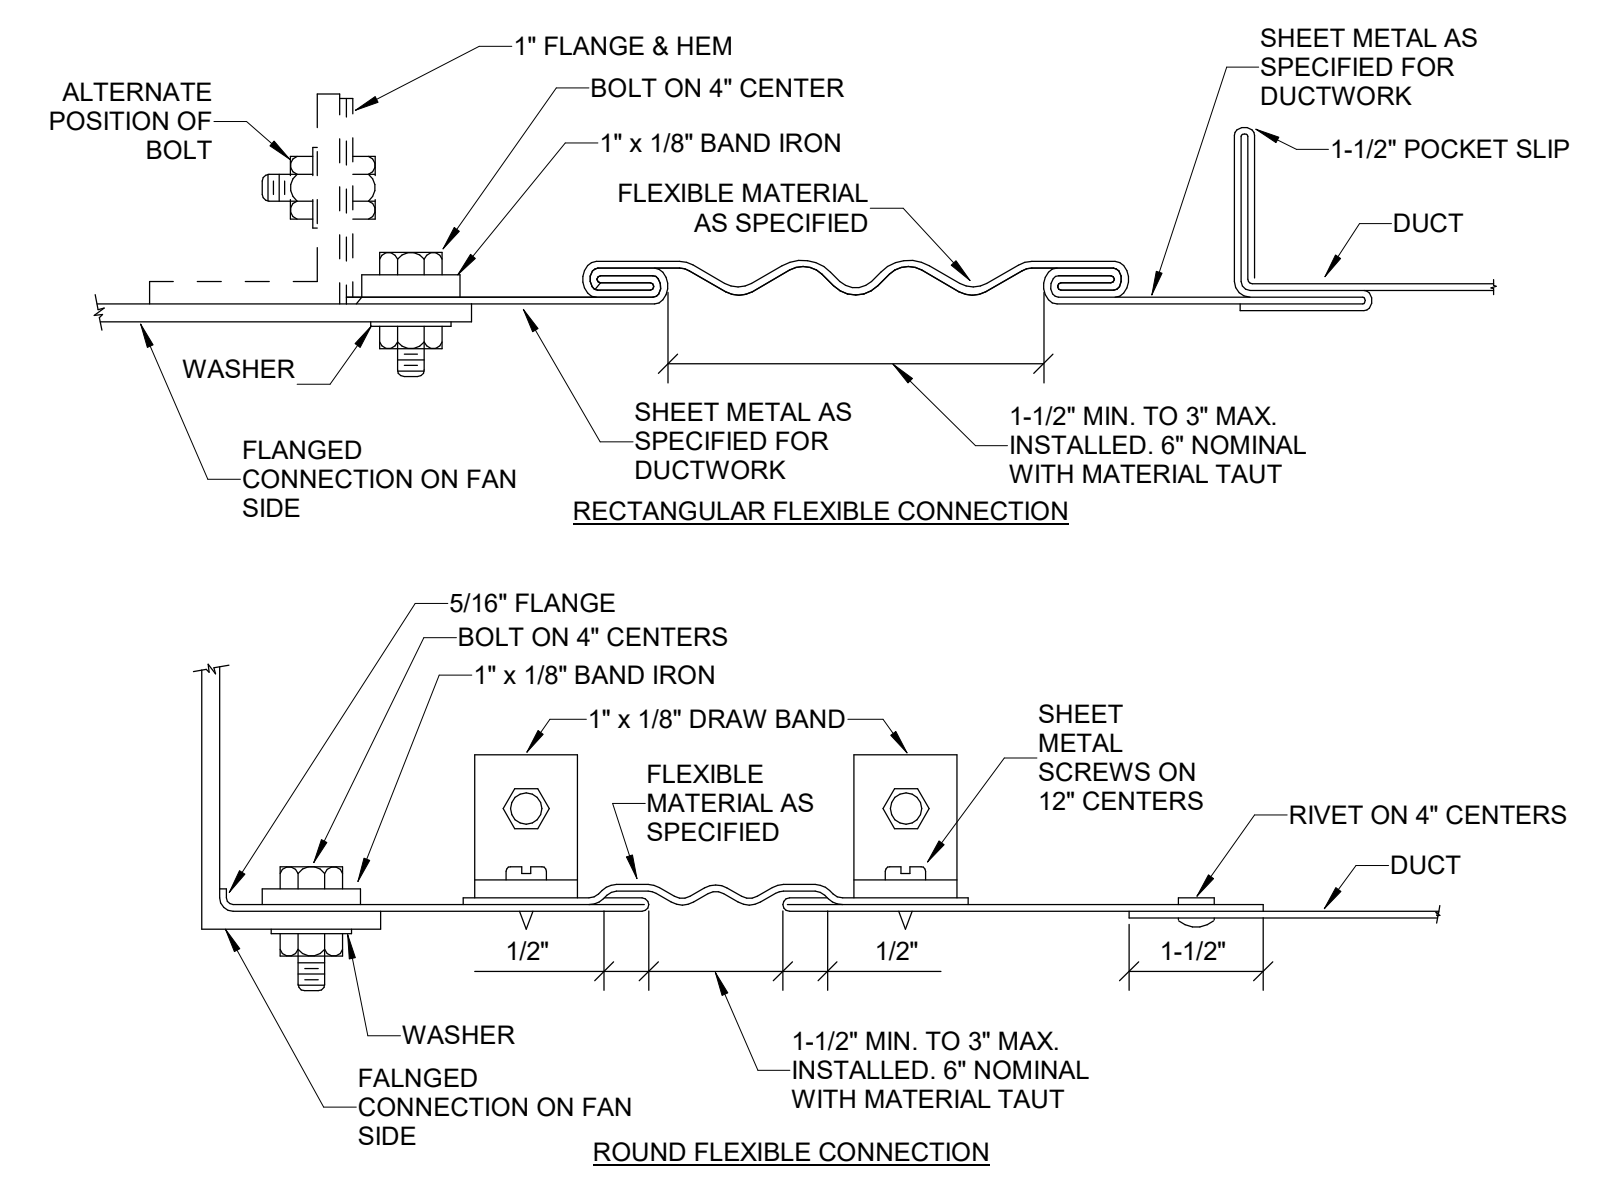 1" FLANGE & HEM
ALTERNATE
POSITION OF
BOLT
BOLT ON 4" CENTER
1" x 1/8" BAND IRON
FLEXIBLE MATERIAL
AS SPECIFIED
SHEET METAL AS
SPECIFIED FOR
DUCTWORK
1-1/2" POCKET SLIP
DUCT
WASHER
FLANGED
CONNECTION ON FAN
SIDE
SHEET METAL AS
SPECIFIED FOR
DUCTWORK
1-1/2" MIN. TO 3" MAX.
INSTALLED. 6" NOMINAL
WITH MATERIAL TAUT
RECTANGULAR FLEXIBLE CONNECTION
5/16" FLANGE
BOLT ON 4" CENTERS
1" x 1/8" BAND IRON
1" x 1/8" DRAW BAND
FLEXIBLE
MATERIAL AS
SPECIFIED
SHEET
METAL
SCREWS ON
12" CENTERS
RIVET ON 4" CENTERS
DUCT
1/2"
1/2"
1-1/2"
WASHER
FALNGED
CONNECTION ON FAN
SIDE
1-1/2" MIN. TO 3" MAX.
INSTALLED. 6" NOMINAL
WITH MATERIAL TAUT
ROUND FLEXIBLE CONNECTION